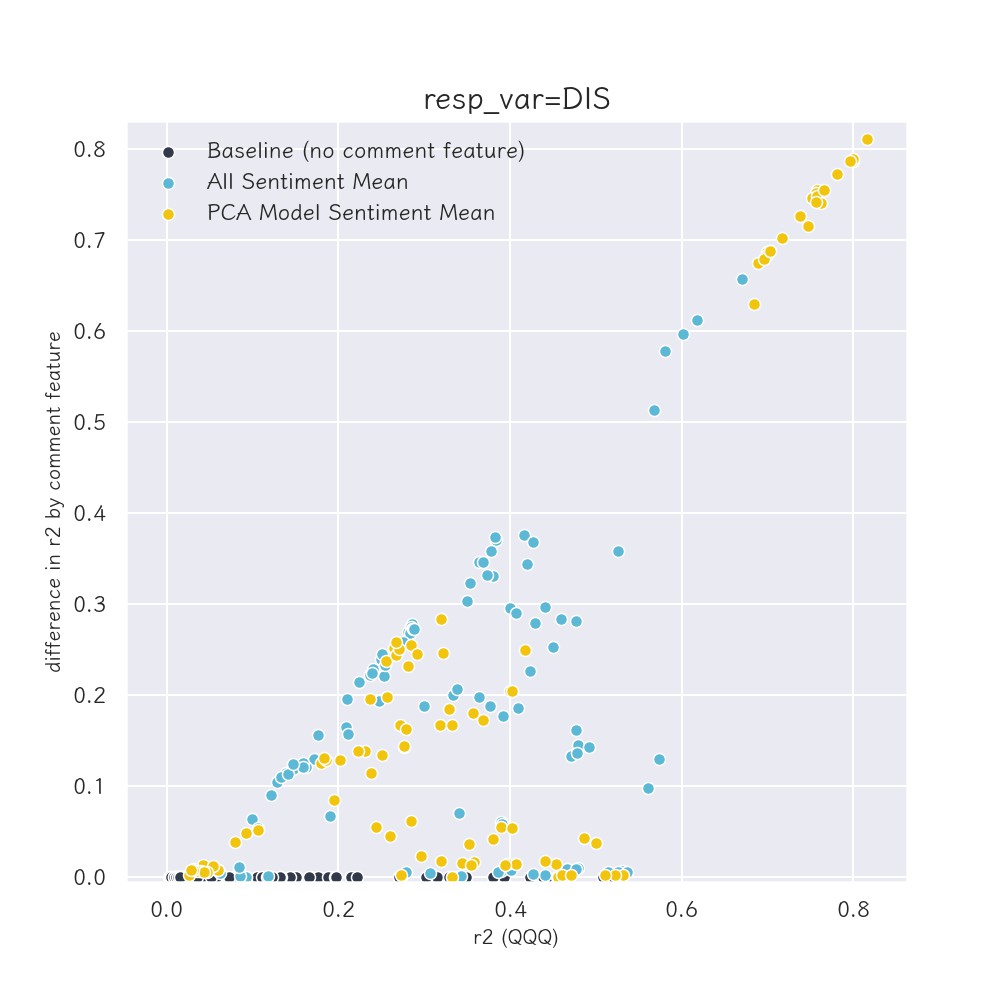 resp_var=DIS
Baseline (no comment feature)
All Sentiment Mean
PCA Model Sentiment Mean
difference in r2 by comment feature
0.8
0.7
0.6
0.5
0.4
0.3
0.2
0.1
0.0
0.0 0.2 0.4 0.6 0.8
r2 (QQQ)